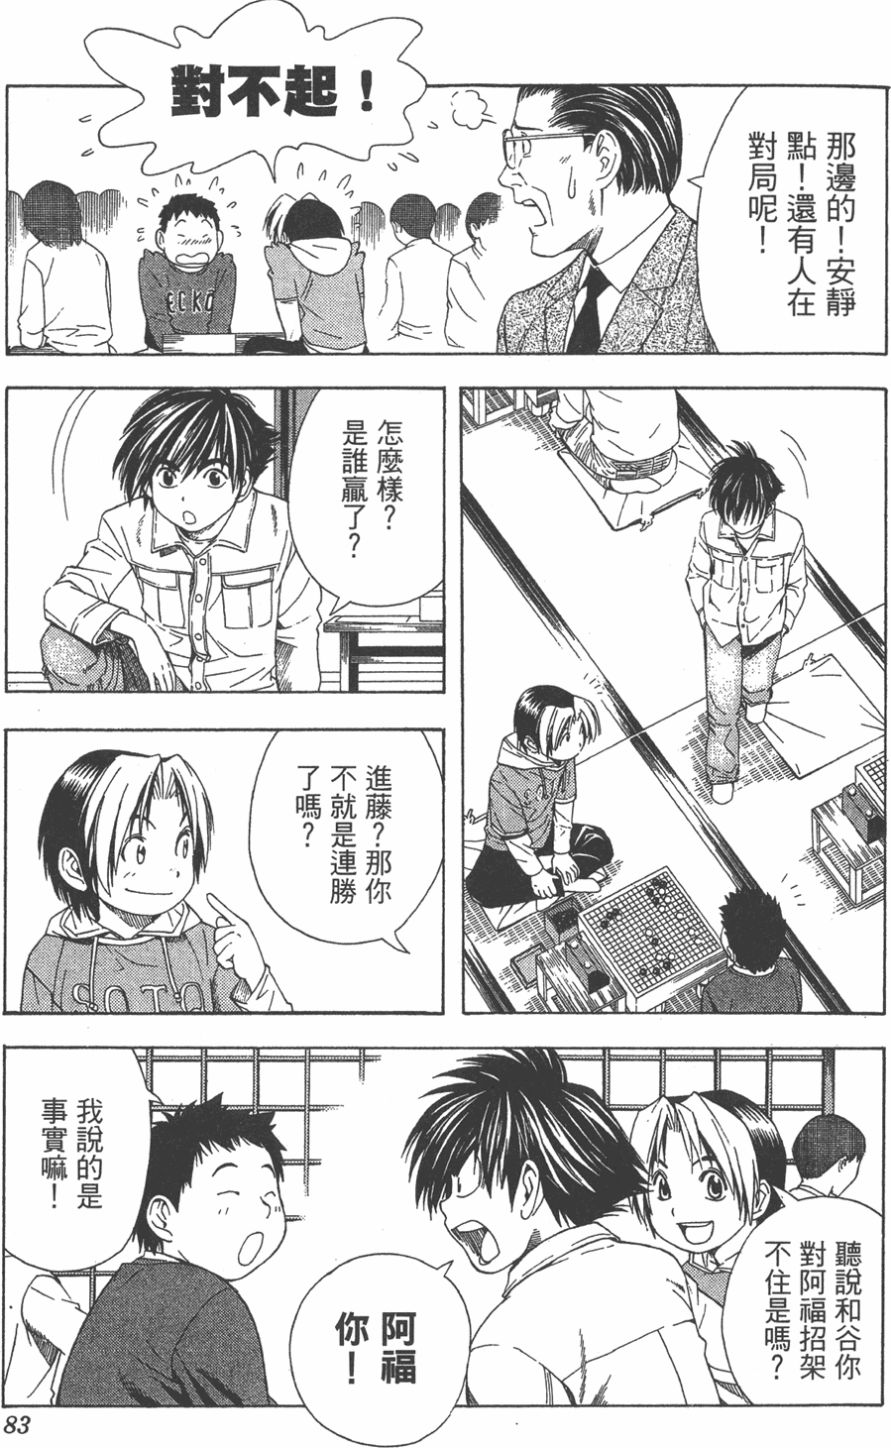 那邊的！安靜
點！還有人在
對局呢！
對不起！
ECKO
怎麼樣？
是誰贏了？
進藤？那你
不就是連勝
了嗎？
SOTO
聽說和谷你
對阿福招架
不住是嗎？
阿福
你！
我說的是
事實嘛！
83